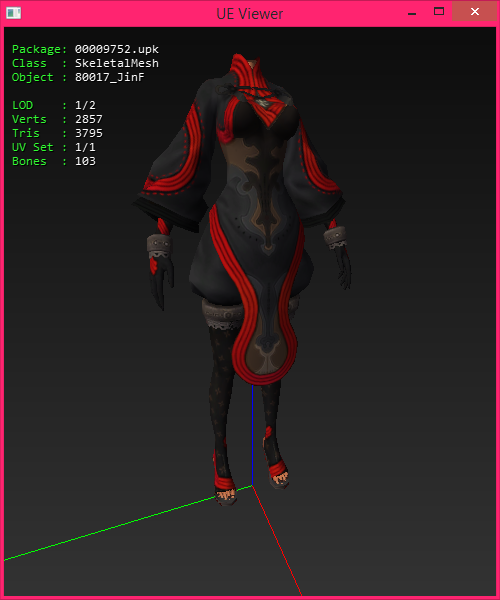 UE Viewer
Package: 00009752.upk
Class : SkeletalMesh
Object : 80017_JinF
LOD : 1/2
Verts : 2857
Tris : 3795
UV Set : 1/1
Bones : 103